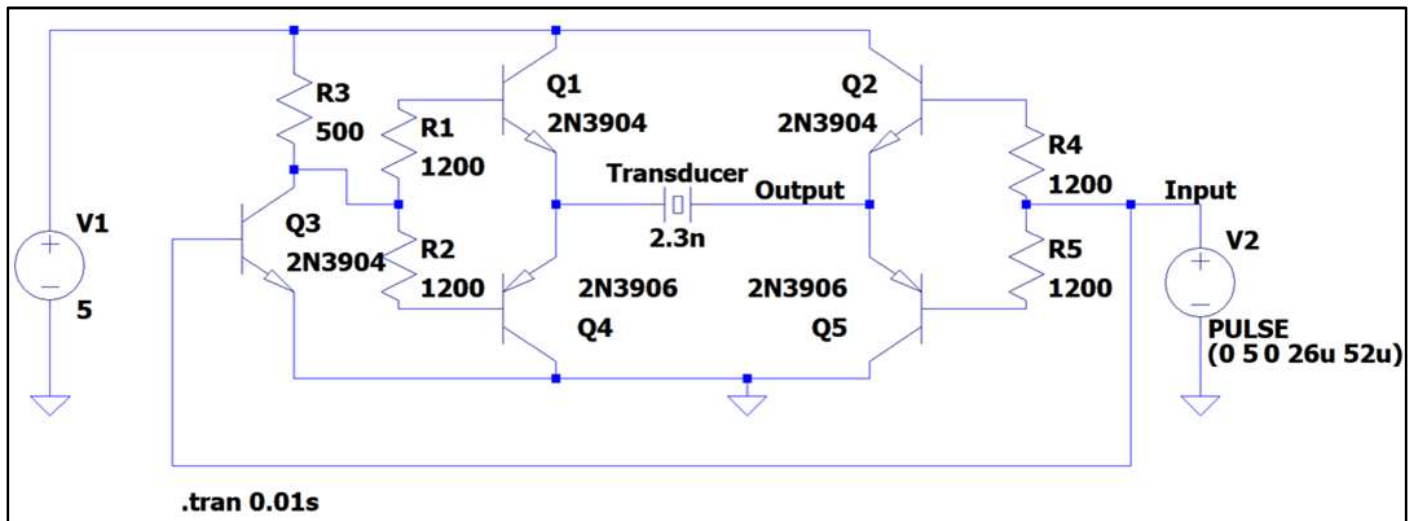 R3
500
Q1
2N3904
R1
1200
Q2
2N3904
R4
1200
Transducer
Output
Input
2.3n
V1
5
Q3
2N3904
R2
1200
2N3906
Q4
2N3906
Q5
R5
1200
V2
PULSE
(0 5 0 26u 52u)
.tran 0.01s